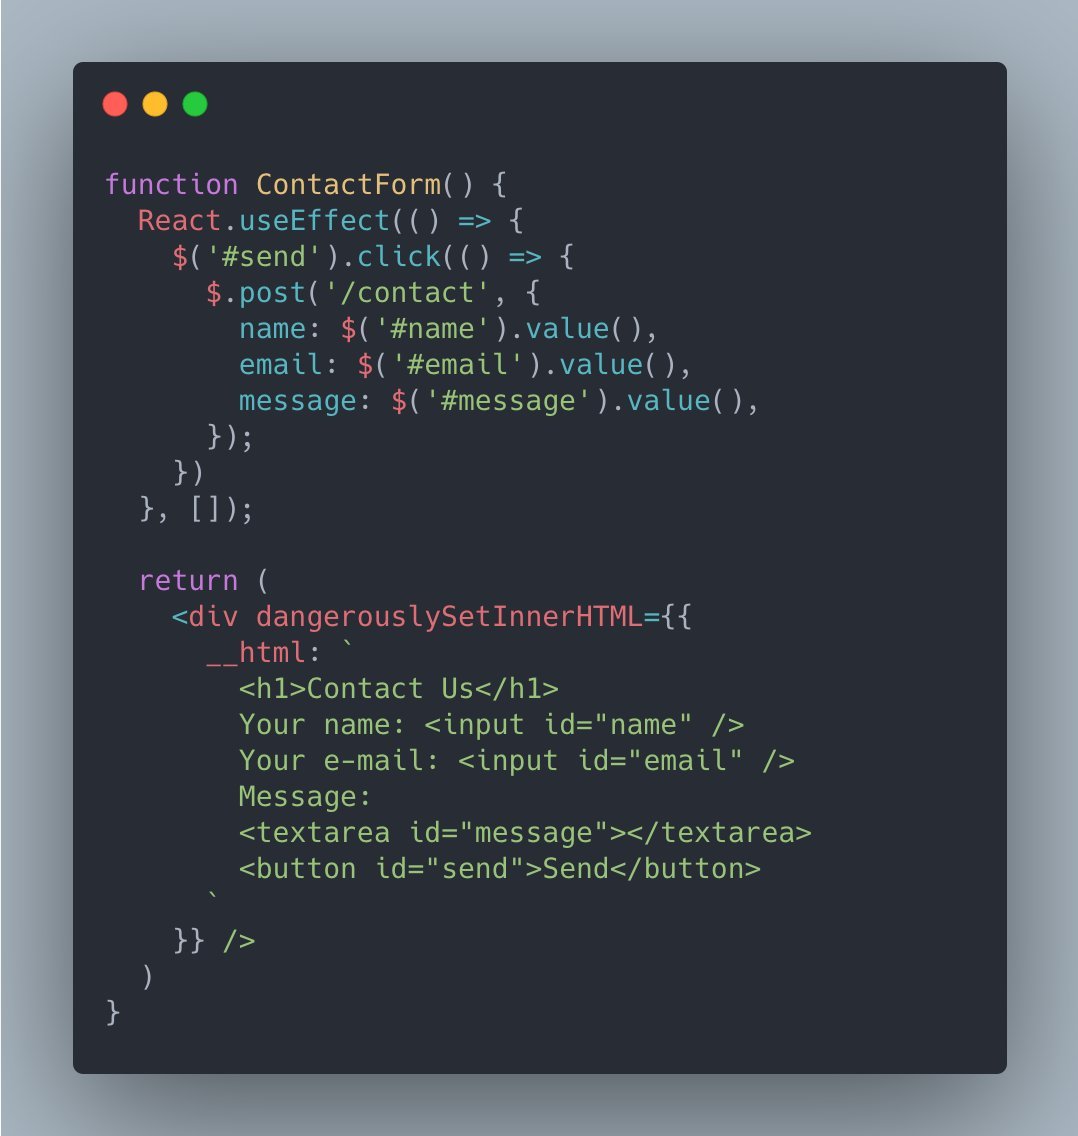 function ContactForm() {
  React.useEffect(() => {
    $('#send').click(() => {
      $.post('/contact', {
        name: $('#name').value(),
        email: $('#email').value(),
        message: $('#message').value(),
      });
    })
  }, []);

  return (
    <div dangerouslySetInnerHTML={{
      __html: `
        <h1>Contact Us</h1>
        Your name: <input id="name" />
        Your e-mail: <input id="email" />
        Message:
        <textarea id="message"></textarea>
        <button id="send">Send</button>
      `
    }} />
  )
}